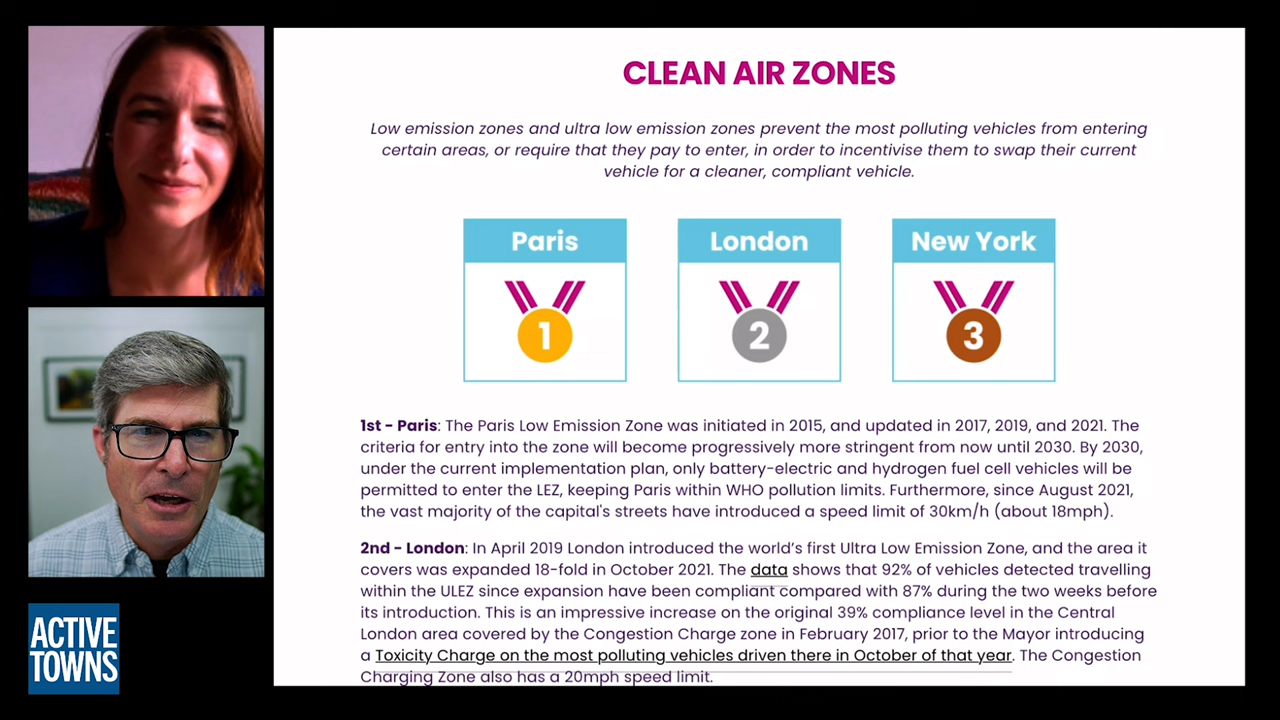 CLEAN AIR ZONES
Low emission zones and ultra low emission zones prevent the most polluting vehicles from entering
certain areas, or require that they pay to enter, in order to incentivise them to swap their current
vehicle for a cleaner, compliant vehicle.
Paris
London
New York
1
2
3
1st - Paris: The Paris Low Emission Zone was initiated in 2015, and updated in 2017, 2019, and 2021. The
criteria for entry into the zone will become progressively more stringent from now until 2030. By 2030,
under the current implementation plan, only battery-electric and hydrogen fuel cell vehicles will be
permitted to enter the LEZ, keeping Paris within WHO pollution limits. Furthermore, since August 2021,
the vast majority of the capital's streets have introduced a speed limit of 30km/h (about 18mph).
2nd - London: In April 2019 London introduced the world's first Ultra Low Emission Zone, and the area it
covers was expanded 18-fold in October 2021. The data shows that 92% of vehicles detected travelling
within the ULEZ since expansion have been compliant compared with 87% during the two weeks before
its introduction. This is an impressive increase on the original 39% compliance level in the Central
London area covered by the Congestion Charge zone in February 2017, prior to the Mayor introducing
a Toxicity Charge on the most polluting vehicles driven there in October of that year. The Congestion
Charging Zone also has a 20mph speed limit.
ACTIVE
TOWNS